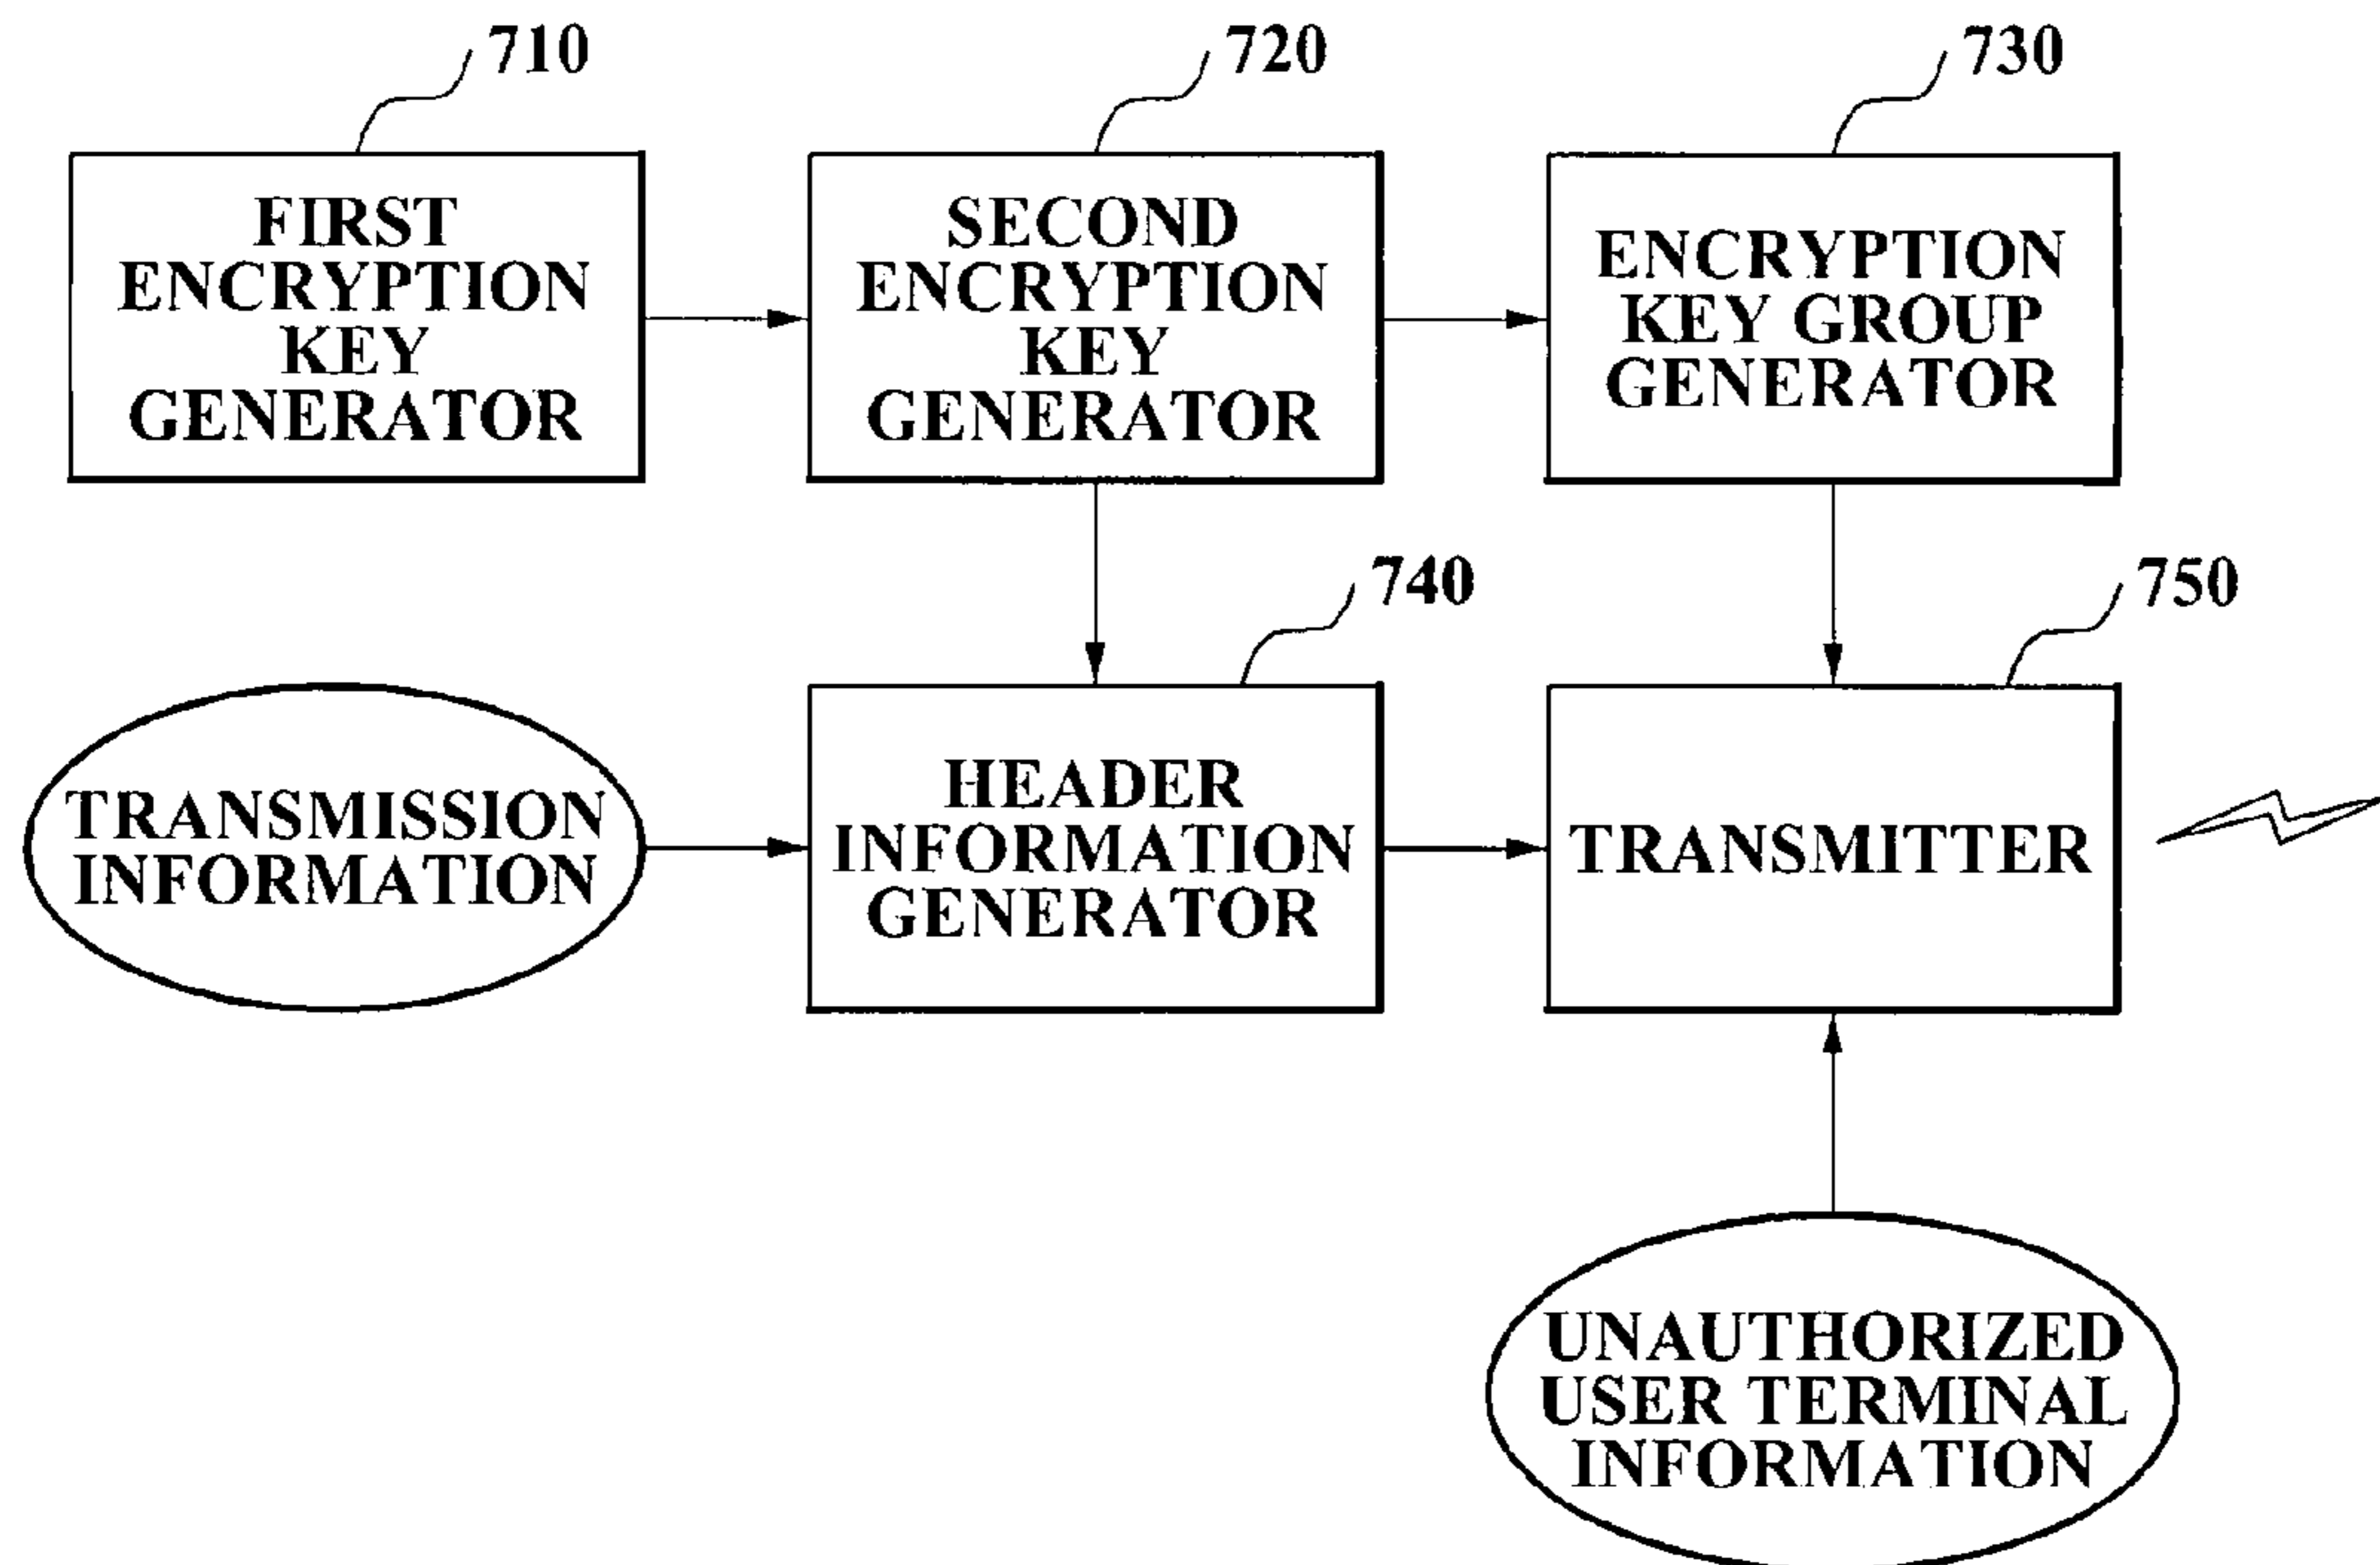 710
720
730
FIRST
ENCRYPTION
KEY
GENERATOR
SECOND
ENCRYPTION
KEY
GENERATOR
ENCRYPTION
KEY GROUP
GENERATOR
740
750
TRANSMISSION
INFORMATION
HEADER
INFORMATION
GENERATOR
TRANSMITTER
UNAUTHORIZED
USER TERMINAL
INFORMATION